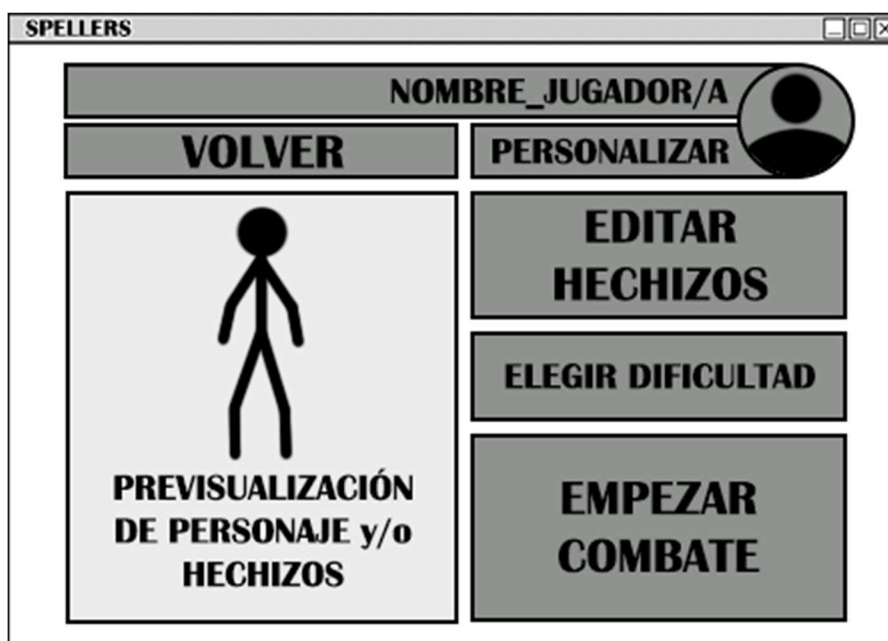 SPELLERS
NOMBRE_JUGADOR/A
VOLVER
PERSONALIZAR
EDITAR
HECHIZOS
ELEGIR DIFICULTAD
EMPEZAR
COMBATE
PREVISUALIZACIÓN
DE PERSONAJE y/o
HECHIZOS